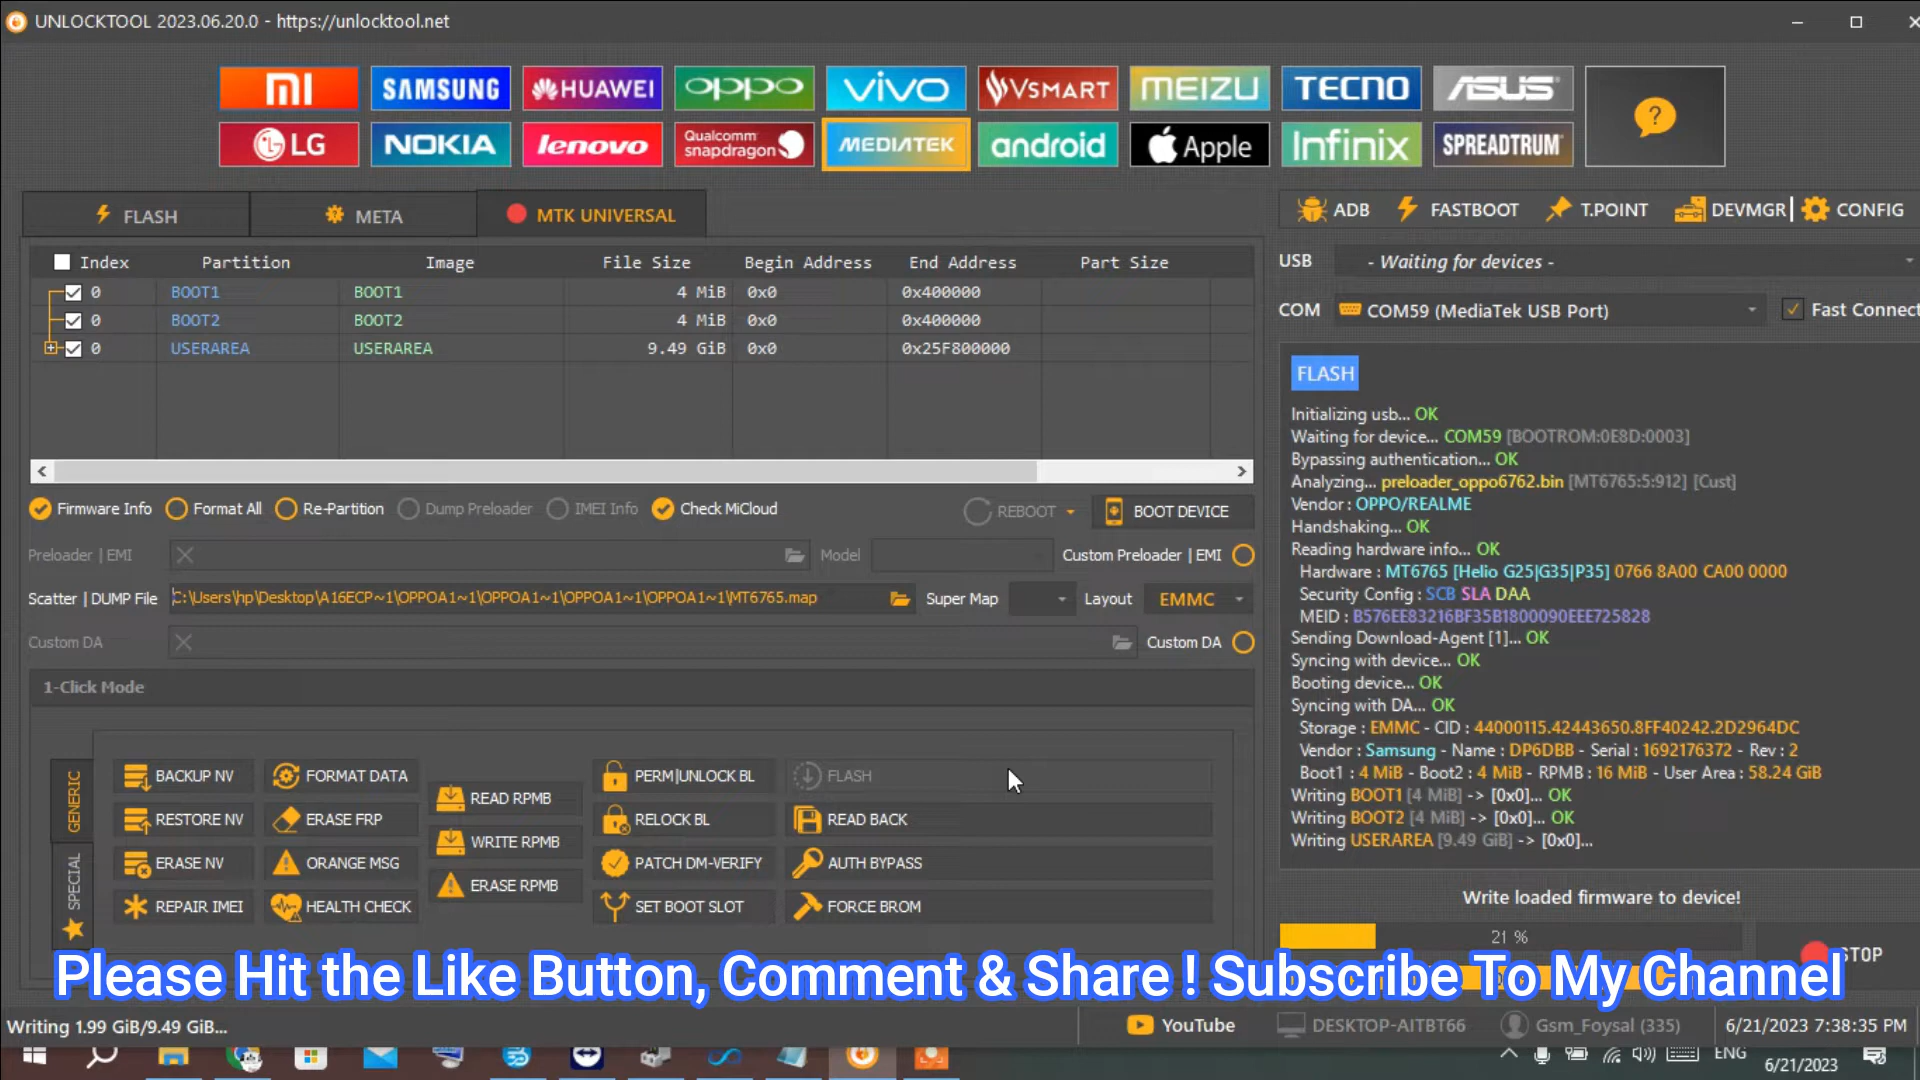 UNLOCKTOOL 2023.06.20.0 - https://unlocktool.net
mi SAMSUNG HUAWEI oppo vivo VSMART MEIZU TECNO ASUS ?
LG NOKIA lenovo Qualcomm snapdragon MEDIATEK android Apple Infinix SPREADTRUM
FLASH META MTK UNIVERSAL
ADB FASTBOOT T.POINT DEVMGR CONFIG
Index Partition Image File Size Begin Address End Address Part Size
0 BOOT1 BOOT1 4 MiB 0x0 0x400000
0 BOOT2 BOOT2 4 MiB 0x0 0x400000
0 USERAREA USERAREA 9.49 GiB 0x0 0x25F800000
USB - Waiting for devices -
COM COM59 (MediaTek USB Port) Fast Connect
Firmware Info Format All Re-Partition Dump Preloader IMEI Info Check MiCloud REBOOT BOOT DEVICE
Preloader | EMI Model Custom Preloader | EMI
Scatter | DUMP File C:\Users\hp\Desktop\A16ECP~1\OPPOA1~1\OPPOA1~1\OPPOA1~1\OPPOA1~1\MT6765.map Super Map Layout EMMC
Custom DA Custom DA
1-Click Mode
GENERIC
SPECIAL
BACKUP NV FORMAT DATA PERM|UNLOCK BL FLASH
READ RPMB
RESTORE NV ERASE FRP RELOCK BL READ BACK
WRITE RPMB
ERASE NV ORANGE MSG PATCH DM-VERIFY AUTH BYPASS
ERASE RPMB
REPAIR IMEI HEALTH CHECK SET BOOT SLOT FORCE BROM
FLASH
Initializing usb... OK
Waiting for device... COM59 [BOOTROM:0E8D:0003]
Bypassing authentication... OK
Analyzing... preloader_oppo6762.bin [MT6765:5:912] [Cust]
Vendor : OPPO/REALME
Handshaking... OK
Reading hardware info... OK
Hardware : MT6765 [Helio G25|G35|P35] 0766 8A00 CA00 0000
Security Config : SCB SLA DAA
MEID : B576EE83216BF35B1800090EEE725828
Sending Download-Agent [1]... OK
Syncing with device... OK
Booting device... OK
Syncing with DA... OK
Storage : EMMC - CID : 44000115.42443650.8FF40242.2D2964DC
Vendor : Samsung - Name : DP6DBB - Serial : 1692176372 - Rev : 2
Boot1 : 4 MiB - Boot2 : 4 MiB - RPMB : 16 MiB - User Area : 58.24 GiB
Writing BOOT1 [4 MiB] -> [0x0]... OK
Writing BOOT2 [4 MiB] -> [0x0]... OK
Writing USERAREA [9.49 GiB] -> [0x0]...
Write loaded firmware to device!
21 %
STOP
Please Hit the Like Button, Comment & Share ! Subscribe To My Channel
Writing 1.99 GiB/9.49 GiB... YouTube DESKTOP-AITBT66 Gsm_Foysal (335) 6/21/2023 7:38:35 PM
ENG
6/21/2023